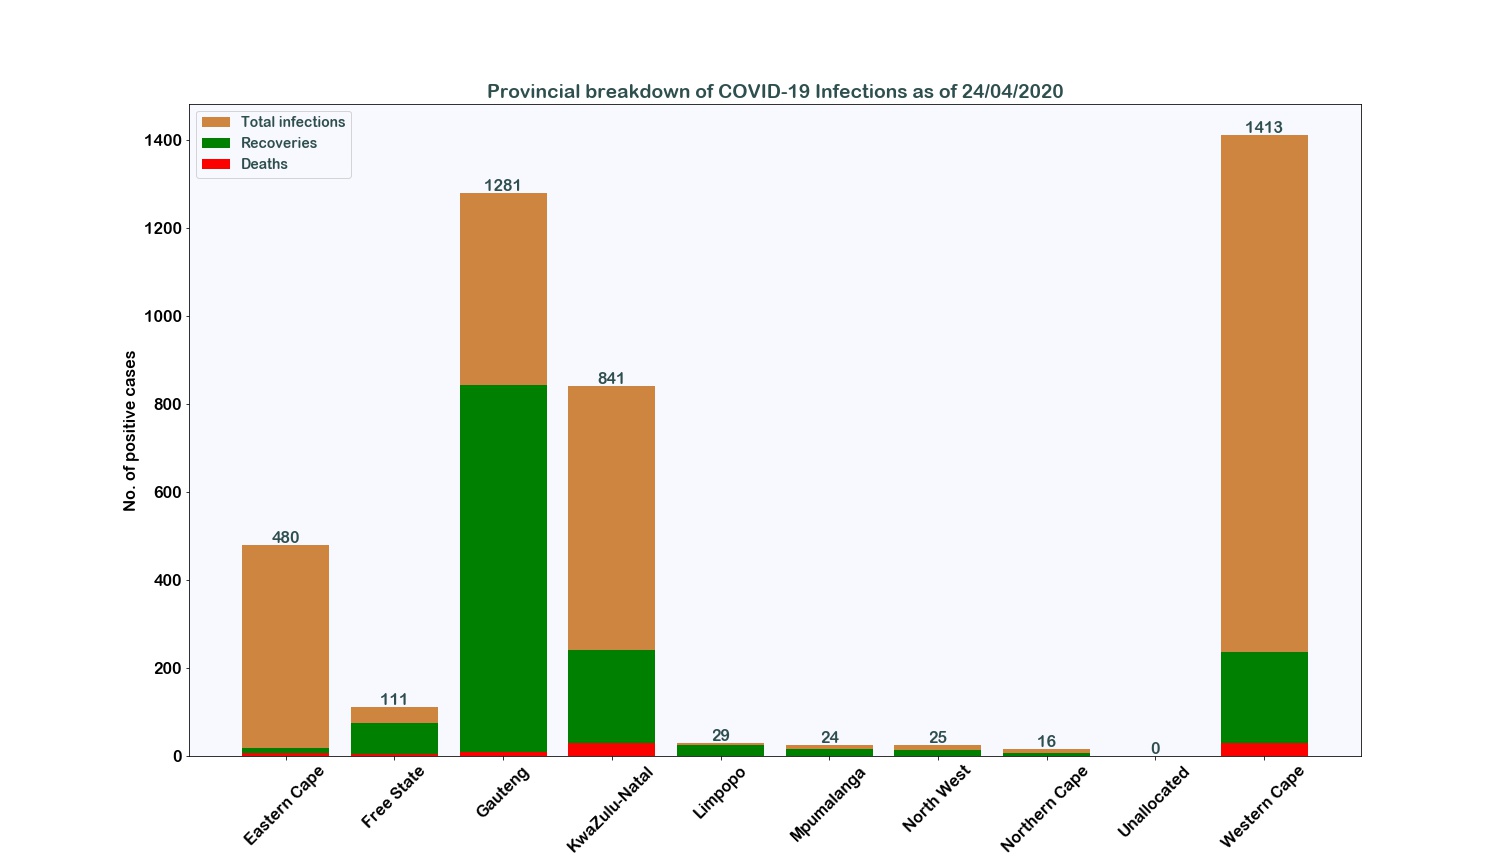 Provincial breakdown of COVID-19 Infections as of 24/04/2020
Total infections
Recoveries
Deaths
No. of positive cases
1400
1200
1000
800
600
400
200
0
480
111
1281
841
29
24
25
16
0
1413
Eastern Cape
Free State
Gauteng
KwaZulu-Natal
Limpopo
Mpumalanga
North West
Northern Cape
Unallocated
Western Cape